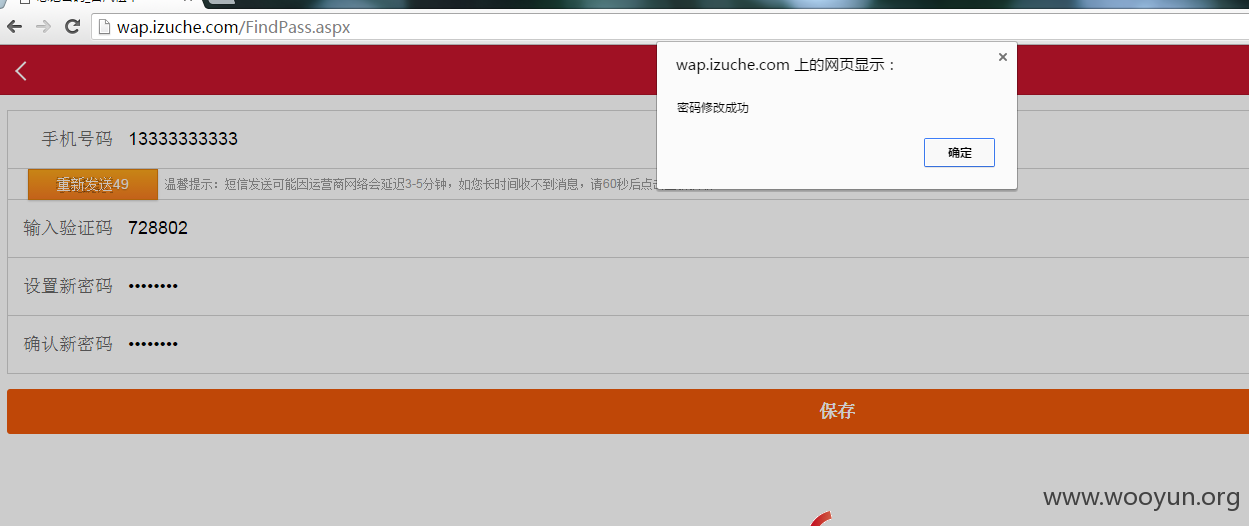 wap.izuche.com/FindPass.aspx
wap.izuche.com 上的网页显示：
密码修改成功
确定
手机号码 13333333333
重新发送49 温馨提示：短信发送可能因运营商网络会延迟3-5分钟，如您长时间收不到消息，请60秒后点击
输入验证码 728802
设置新密码 ••••••••
确认新密码 ••••••••
保存
www.wooyun.org